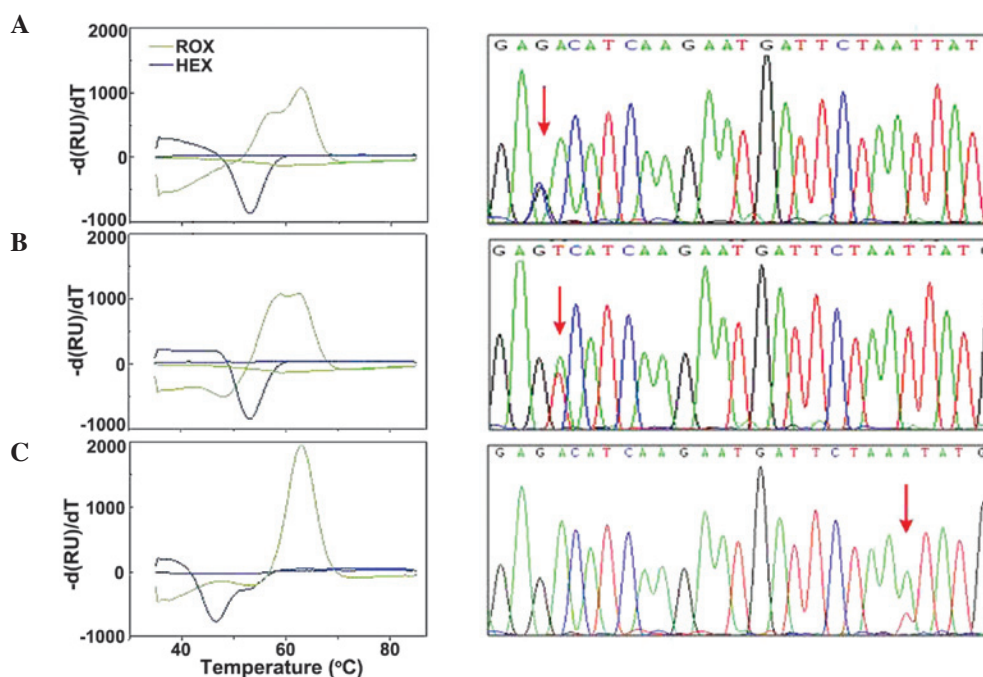 A
2000
1000
0
-1000
-d(RU)/dT
ROX
HEX
G A G A C A T C A A G A A T G A T T C T A A T T A T
B
2000
1000
0
-1000
-d(RU)/dT
G A G T C A T C A A G A A T G A T T C T A A T T A T G
C
2000
1000
0
-1000
-d(RU)/dT
40 60 80
Temperature (°C)
G A G A C A T C A A G A A T G A T T C T A A A T A T G